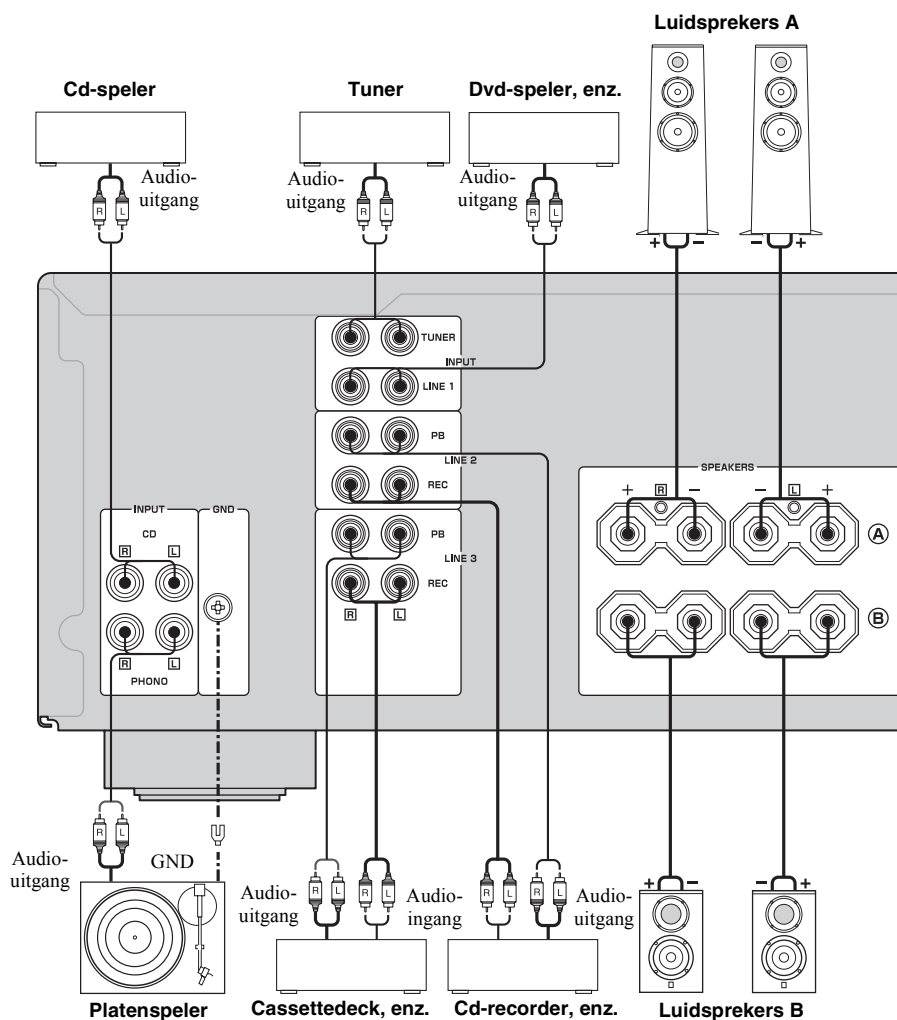 Luidsprekers A
Cd-speler
Tuner
Dvd-speler, enz.
Audio-
uitgang
R L
Audio-
uitgang
R L
Audio-
uitgang
R L
+ −
− +
TUNER
INPUT
LINE 1
PB
LINE 2
REC
PB
LINE 3
REC
R L
INPUT
CD
R L
R L
PHONO
GND
SPEAKERS
+ R −
− L +
A
B
R L
Audio-
uitgang
GND
Audio-
uitgang
R L
R L
Audio-
ingang
R L
R L
Audio-
uitgang
+ −
− +
Platenspeler
Cassettedeck, enz.
Cd-recorder, enz.
Luidsprekers B